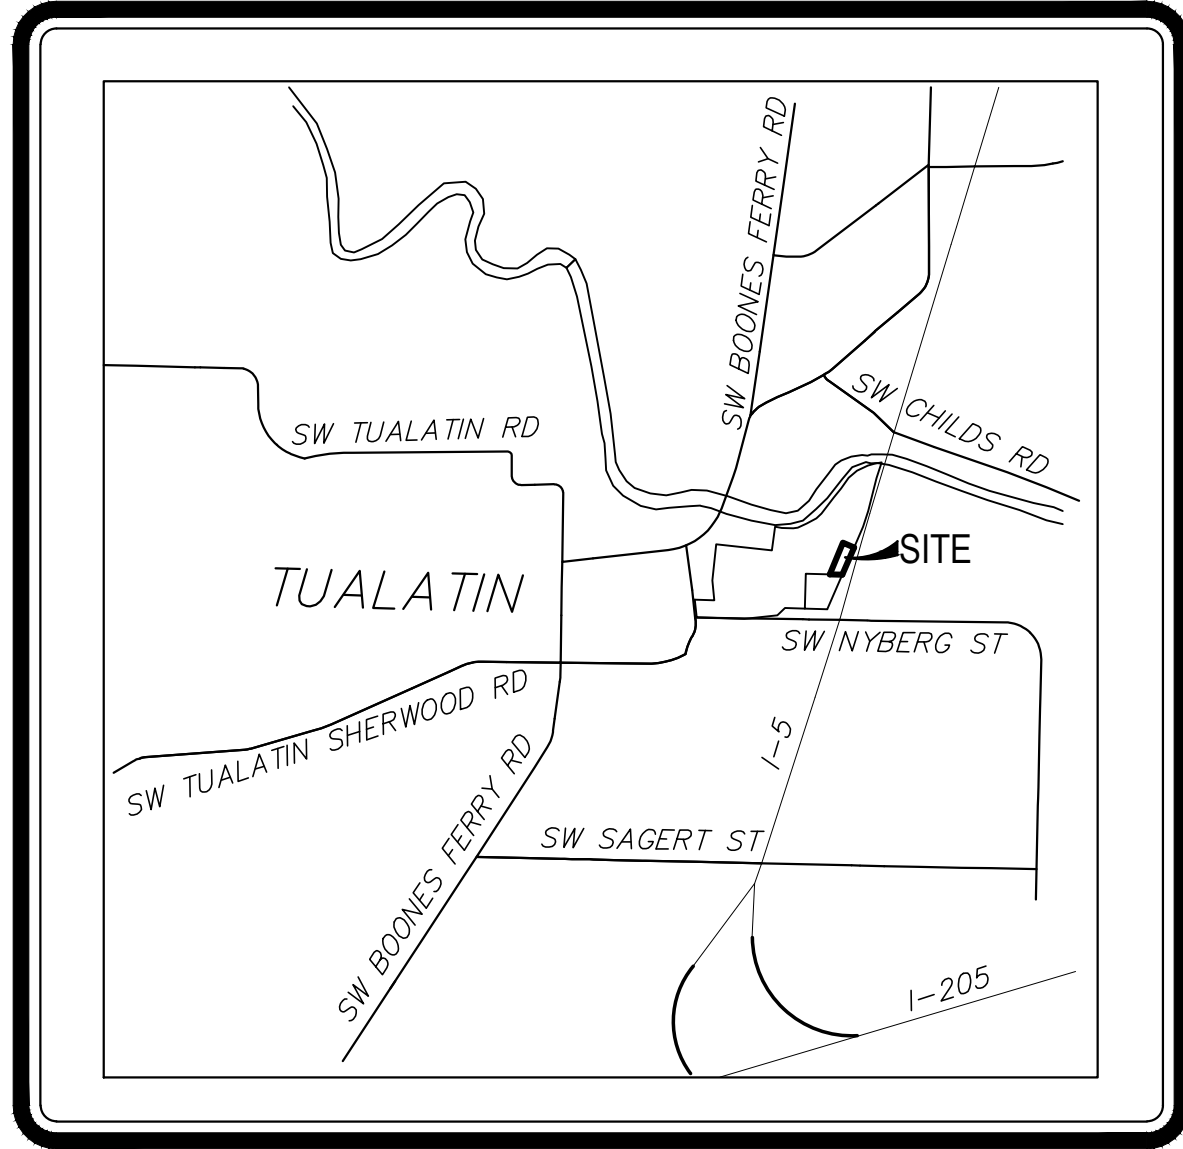 SW BOONES FERRY RD
SW CHILDS RD
SW TUALATIN RD
SITE
TUALATIN
SW NYBERG ST
SW TUALATIN SHERWOOD RD
I-5
SW BOONES FERRY RD
SW SAGERT ST
I-205